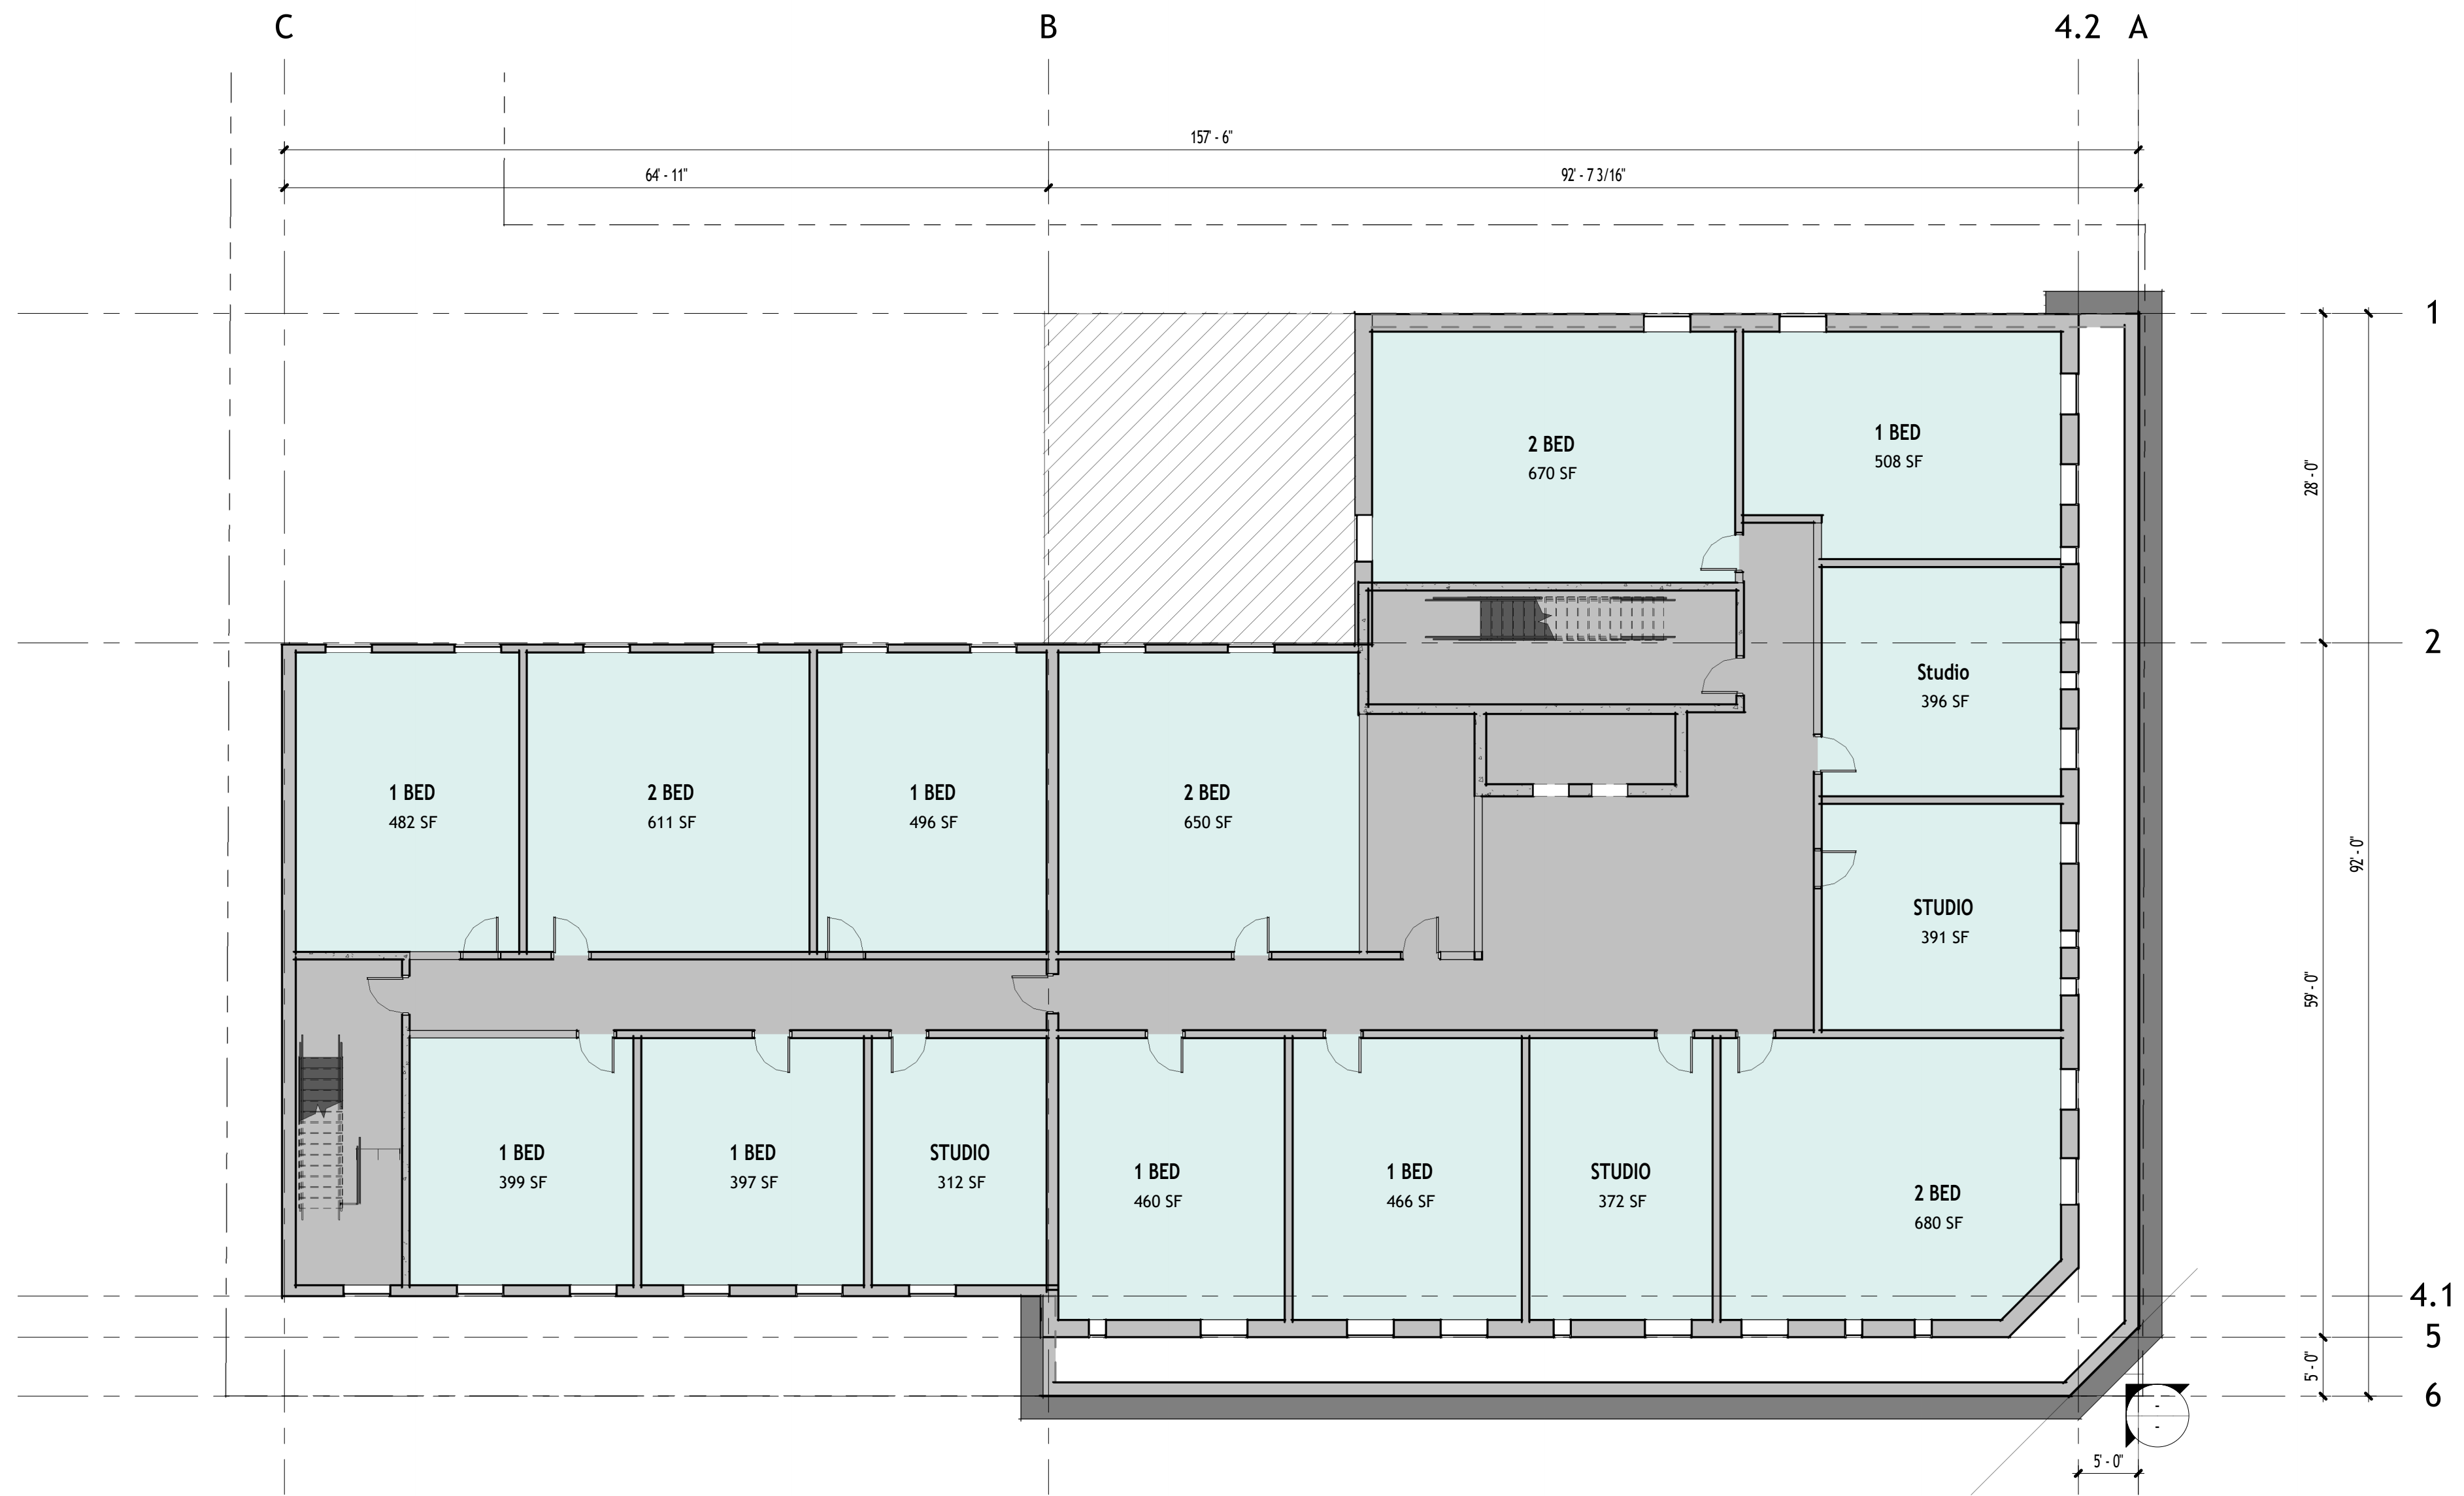 C B 4.2 A
157' - 6"
64' - 11" 92' - 7 3/16"
1
2 BED
670 SF
1 BED
508 SF
28' - 0"
2
Studio
396 SF
1 BED
482 SF
2 BED
611 SF
1 BED
496 SF
2 BED
650 SF
92' - 0"
STUDIO
391 SF
59' - 0"
1 BED
399 SF
1 BED
397 SF
STUDIO
312 SF
1 BED
460 SF
1 BED
466 SF
STUDIO
372 SF
2 BED
680 SF
4.1
5
5' - 0"
6
-
-
5' - 0"